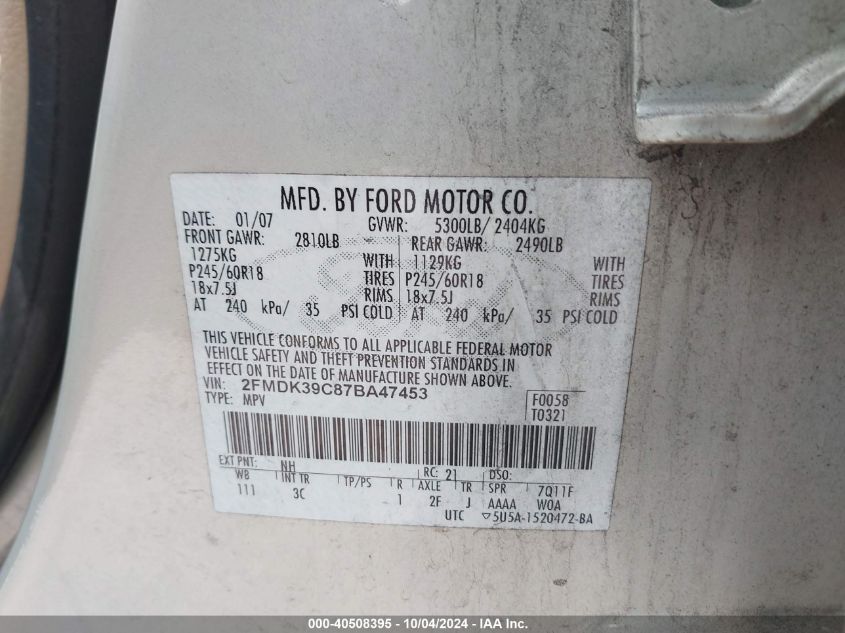 MFD. BY FORD MOTOR CO.
DATE: 01/07 GVWR: 5300LB/ 2404KG
FRONT GAWR: 2810LB REAR GAWR: 2490LB
1275KG WITH 1129KG WITH
P245/60R18 TIRES P245/60R18 TIRES
18x7.5J RIMS 18x7.5J RIMS
AT 240 kPa/ 35 PSI COLD AT 240 kPa/ 35 PSI COLD
THIS VEHICLE CONFORMS TO ALL APPLICABLE FEDERAL MOTOR
VEHICLE SAFETY AND THEFT PREVENTION STANDARDS IN
EFFECT ON THE DATE OF MANUFACTURE SHOWN ABOVE.
VIN: 2FMDK39C87BA47453 F0058
TYPE: MPV T0321
EXT PNT: NH RC: 21 DSO:
WB INT TR TP/PS R AXLE TR SPR 7Q11F
111 3C 1 2F J AAAA WOA
UTC ▽5U5A-1520472-BA
000-40508395 - 10/04/2024 - IAA Inc.